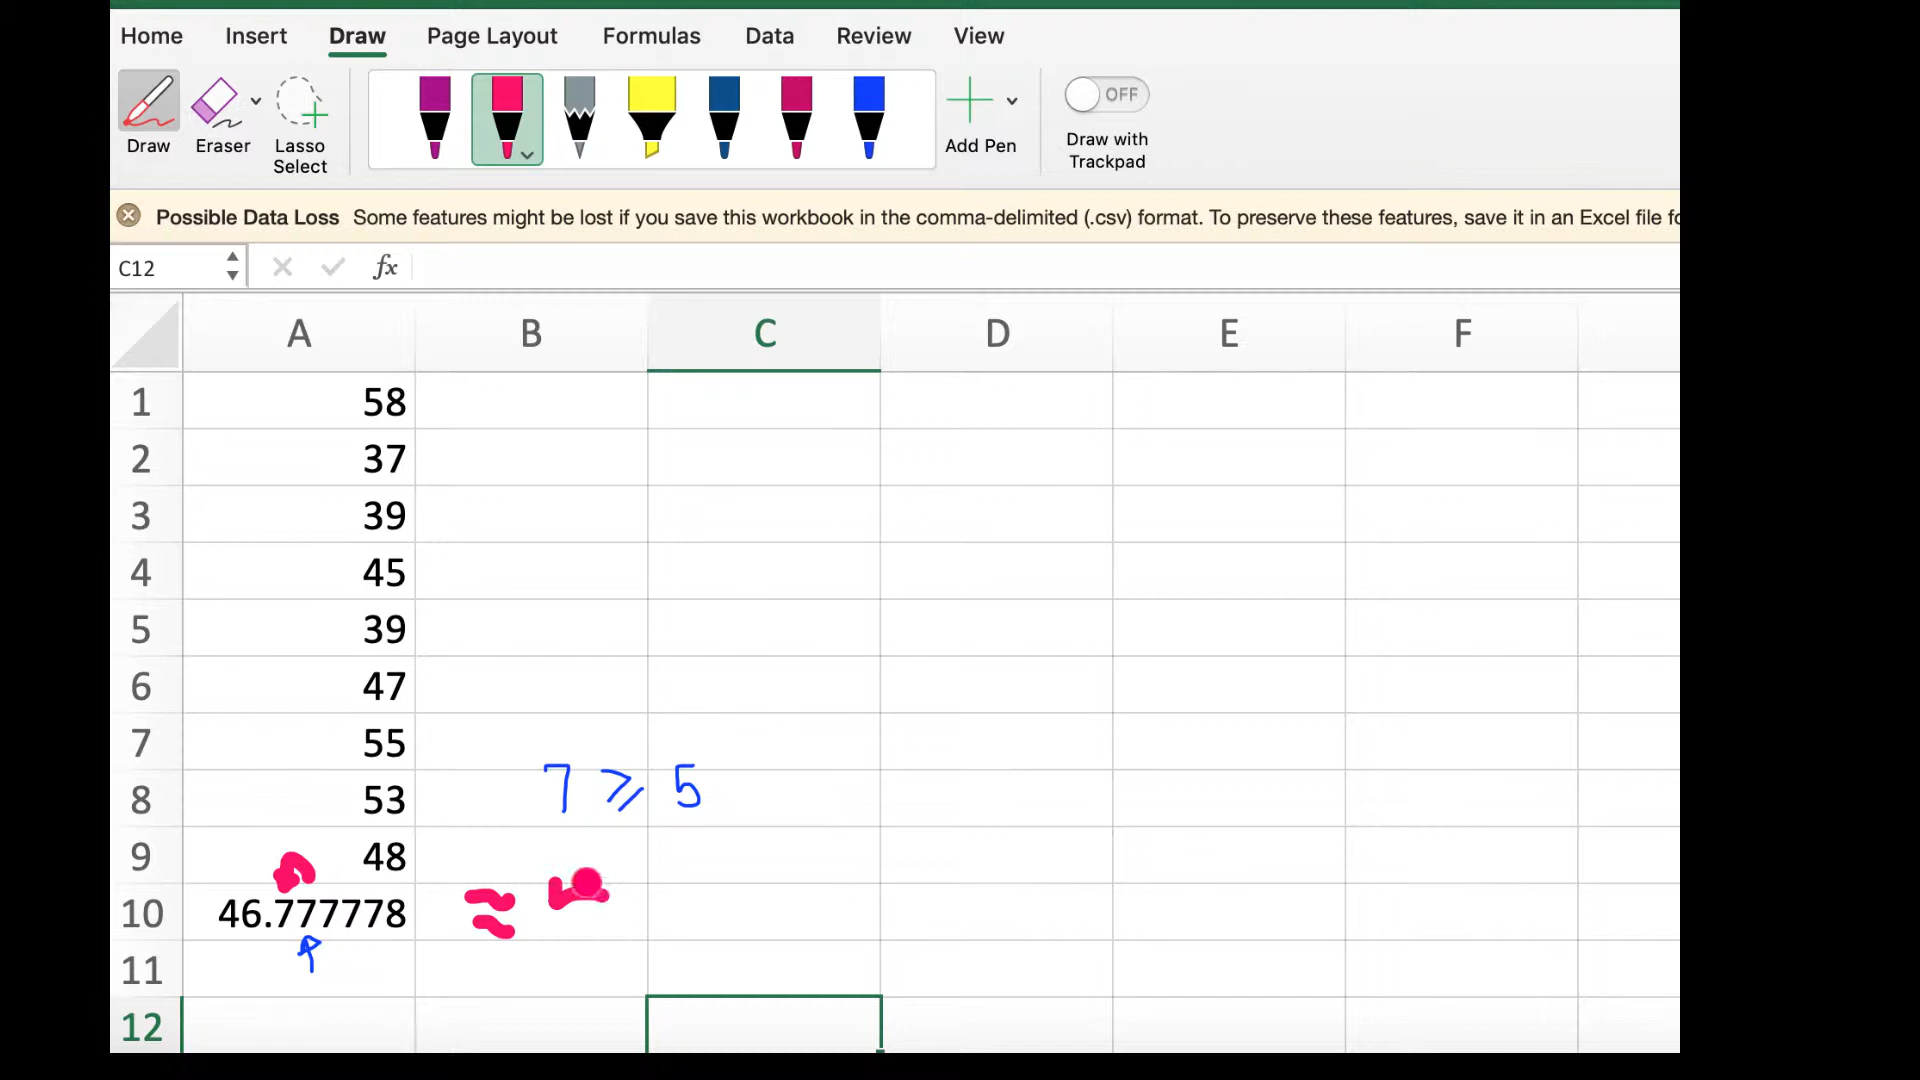 Home Insert Draw Page Layout Formulas Data Review View
OFF
Draw Eraser Lasso Select Add Pen Draw with Trackpad
Possible Data Loss Some features might be lost if you save this workbook in the comma-delimited (.csv) format. To preserve these features, save it in an Excel file
C12 fx
A B C D E F
1 58
2 37
3 39
4 45
5 39
6 47
7 55
8 53 7 ⩾ 5
9 48
10 46.777778 ≈
11
12